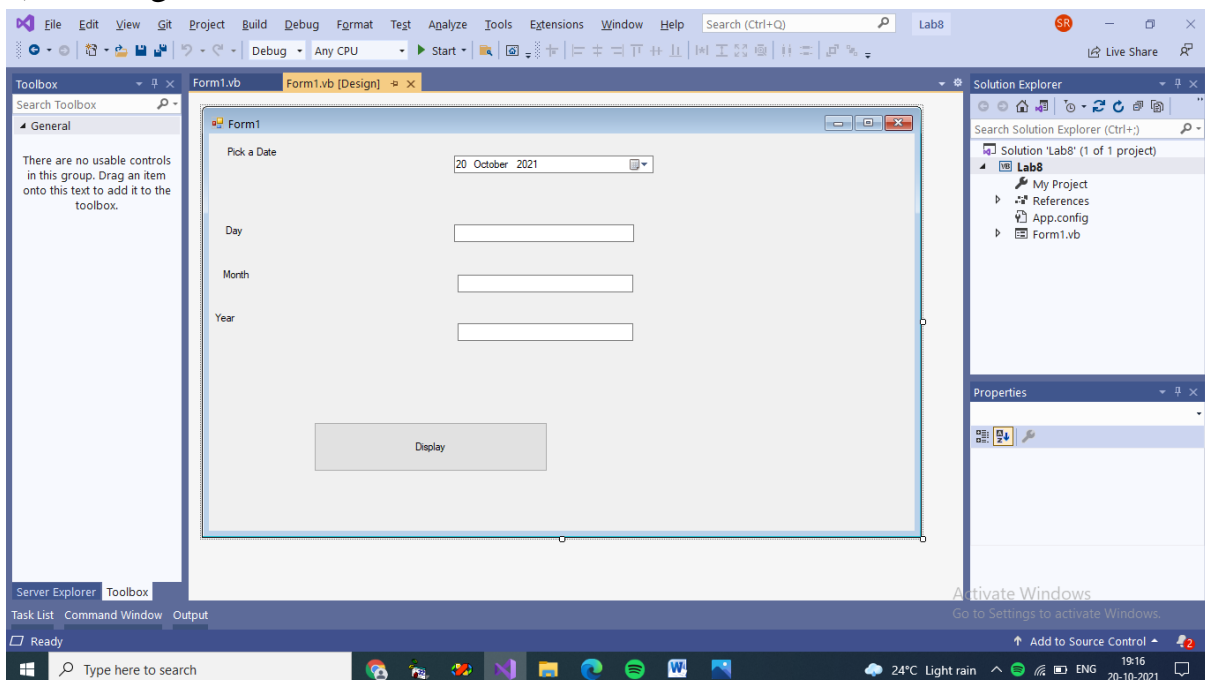 File Edit View Git Project Build Debug Format Test Analyze Tools Extensions Window Help Search (Ctrl+Q) Lab8 SR
Debug Any CPU Start Live Share
Toolbox
Search Toolbox
General
There are no usable controls
in this group. Drag an item
onto this text to add it to the
toolbox.
Form1.vb Form1.vb [Design]
Form1
Pick a Date
20 October 2021
Day
Month
Year
Display
Solution Explorer
Search Solution Explorer (Ctrl+;)
Solution 'Lab8' (1 of 1 project)
VB Lab8
My Project
References
App.config
Form1.vb
Properties
Server Explorer Toolbox
Activate Windows
Go to Settings to activate Windows.
Task List Command Window Output
Ready
Add to Source Control 2
Type here to search
24°C Light rain ENG
19:16
20-10-2021